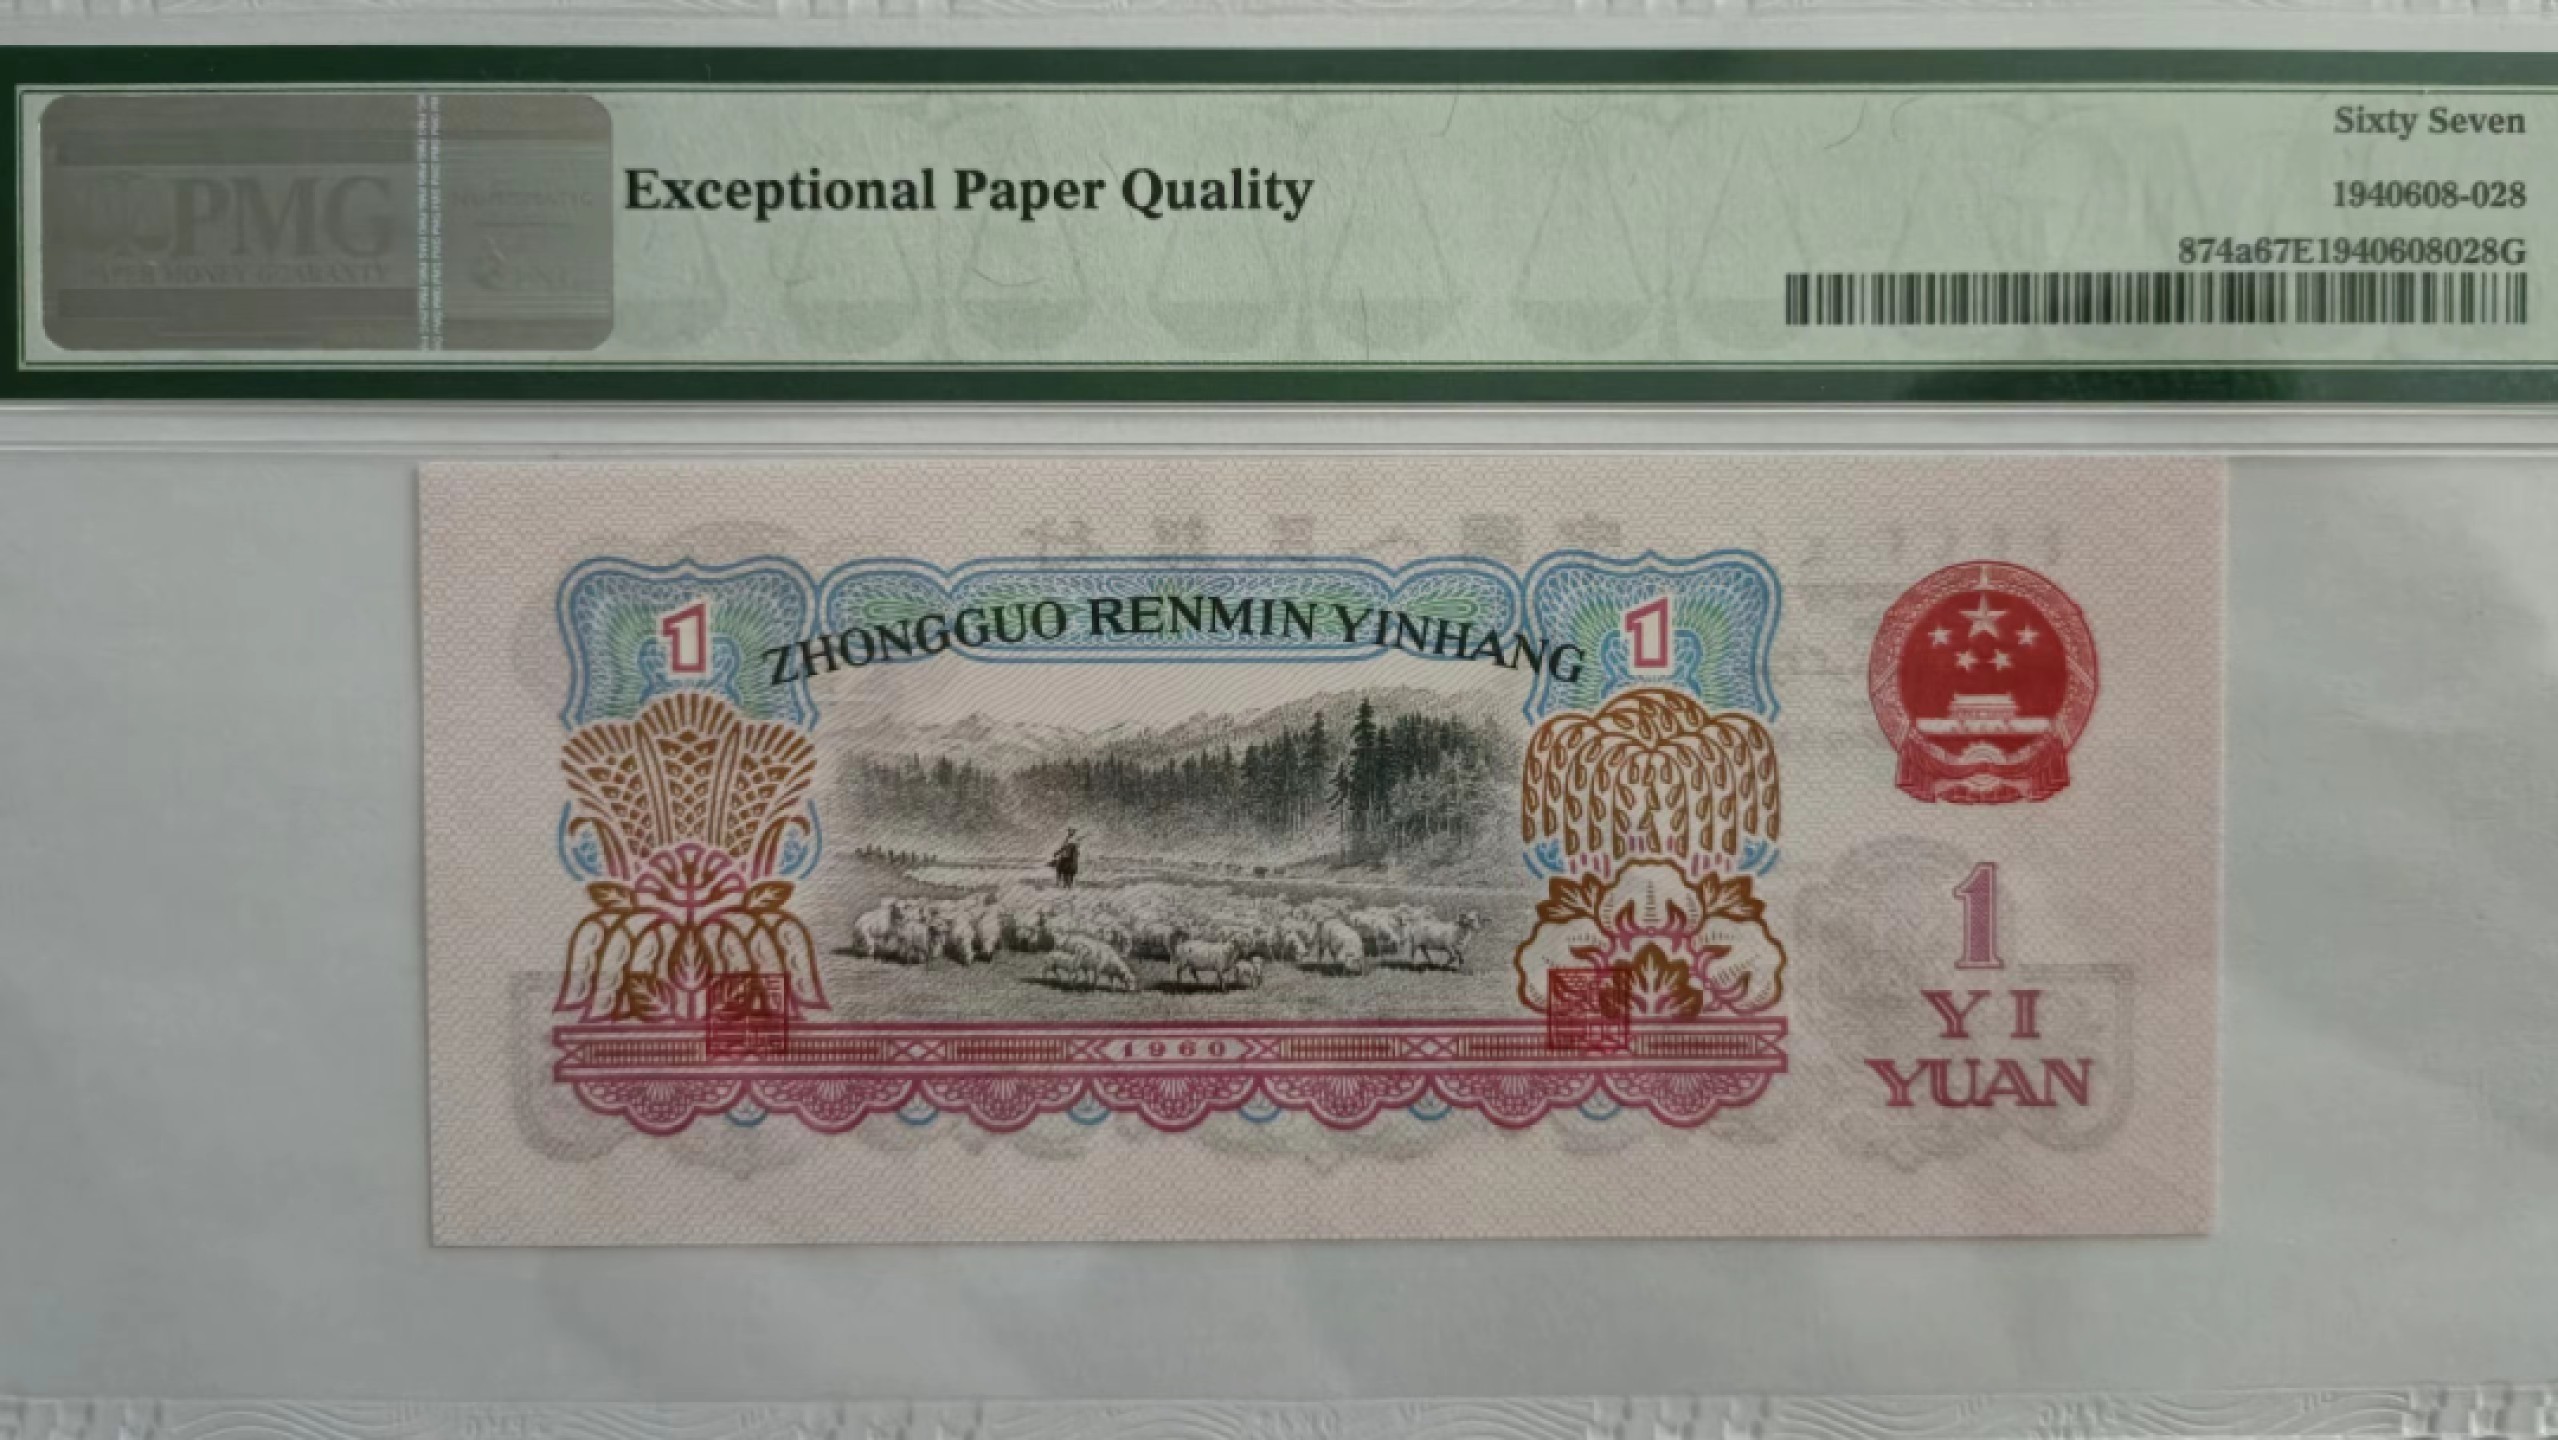 PMG
PAPER MONEY GUARANTY
Exceptional Paper Quality
Sixty Seven
1940608-028
874a67E1940608028G
1
ZHONGGUO RENMIN YINHANG
1
1960
1
YI
YUAN